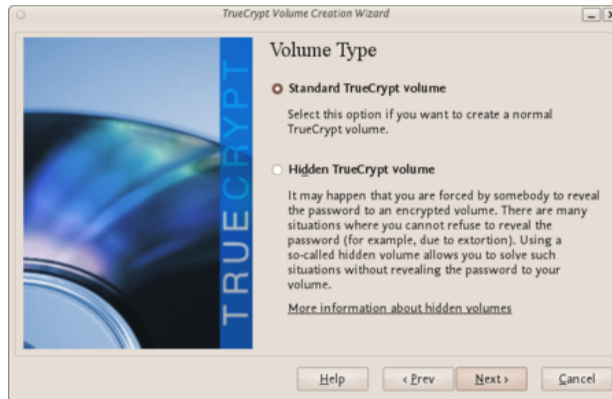 TrueCrypt Volume Creation Wizard
TRUECRYPT
Volume Type
Standard TrueCrypt volume
Select this option if you want to create a normal
TrueCrypt volume.
Hidden TrueCrypt volume
It may happen that you are forced by somebody to reveal
the password to an encrypted volume. There are many
situations where you cannot refuse to reveal the
password (for example, due to extortion). Using a
so-called hidden volume allows you to solve such
situations without revealing the password to your
volume.
More information about hidden volumes
Help
< Prev
Next >
Cancel